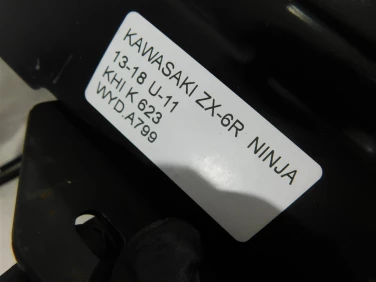 KAWASAKI ZX-6R NINJA
13-18 U-11
KHI K 623
WYD.A799